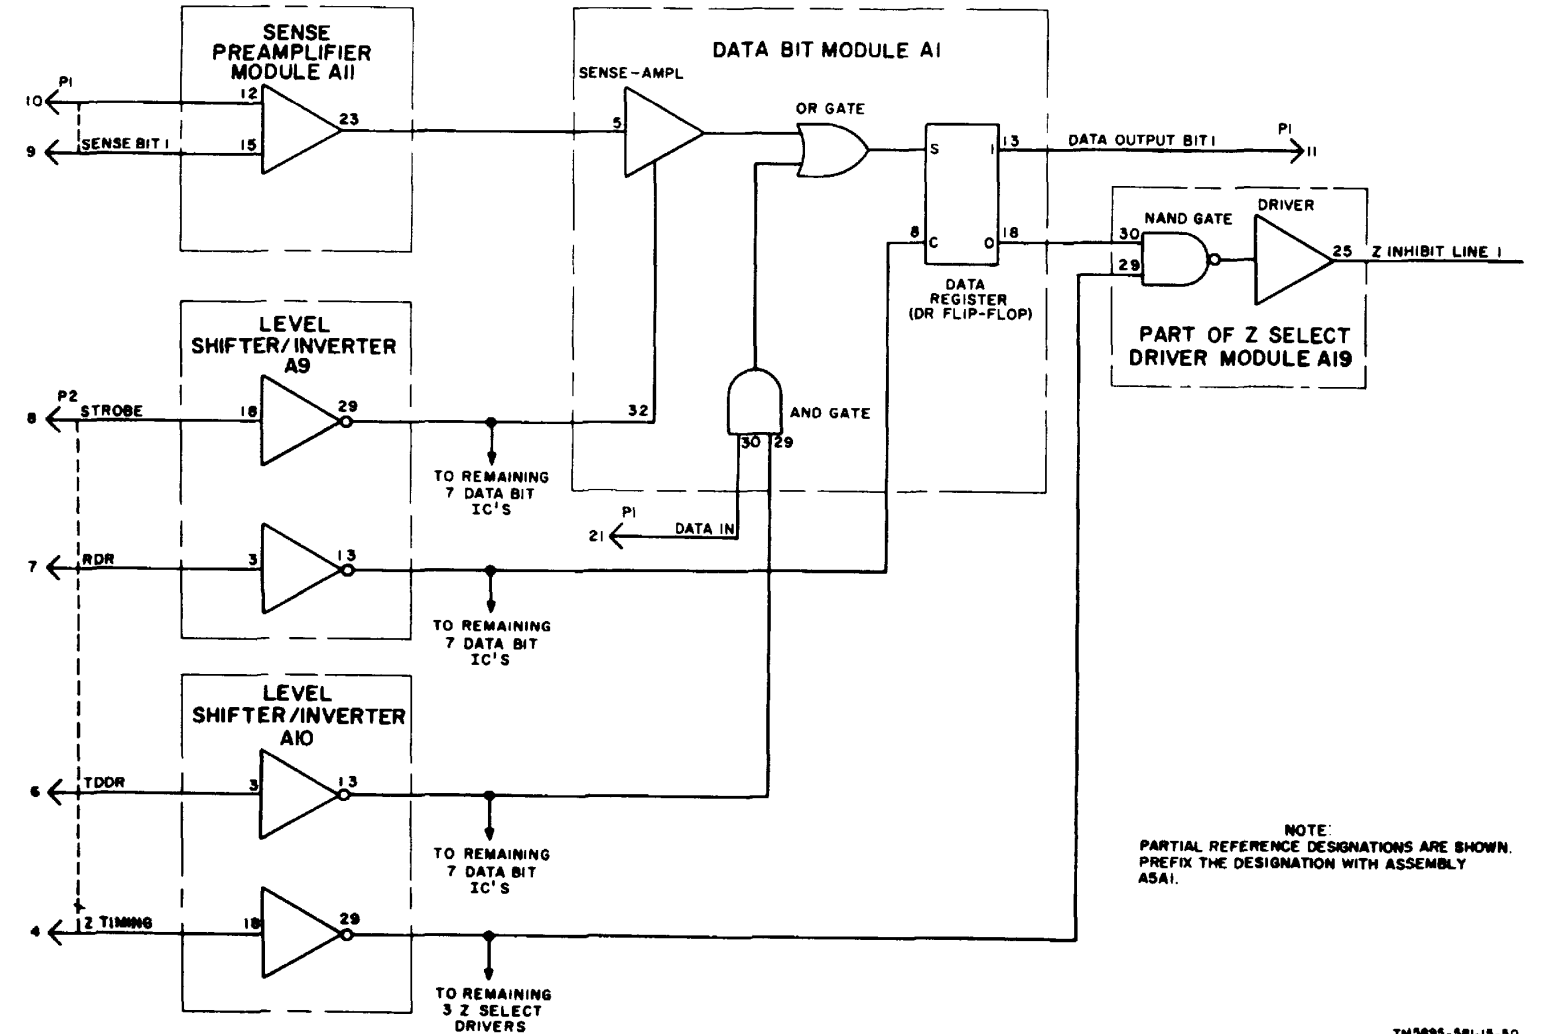 SENSE
PREAMPLIFIER
MODULE A11
P1
10
12
23
9
SENSE BIT 1
15
DATA BIT MODULE A1
SENSE-AMPL
5
OR GATE
S
1
13
DATA OUTPUT BIT 1
P1
11
8
C
0
18
DATA
REGISTER
(DR FLIP-FLOP)
NAND GATE
DRIVER
30
29
25
Z INHIBIT LINE 1
PART OF Z SELECT
DRIVER MODULE A19
LEVEL
SHIFTER/INVERTER
A9
P2
8
STROBE
18
29
32
TO REMAINING
7 DATA BIT
IC'S
AND GATE
30
29
P1
21
DATA IN
7
RDR
3
13
TO REMAINING
7 DATA BIT
IC'S
LEVEL
SHIFTER/INVERTER
A10
6
TDDR
3
13
TO REMAINING
7 DATA BIT
IC'S
4
Z TIMING
18
29
TO REMAINING
3 Z SELECT
DRIVERS
NOTE:
PARTIAL REFERENCE DESIGNATIONS ARE SHOWN.
PREFIX THE DESIGNATION WITH ASSEMBLY
A5A1.